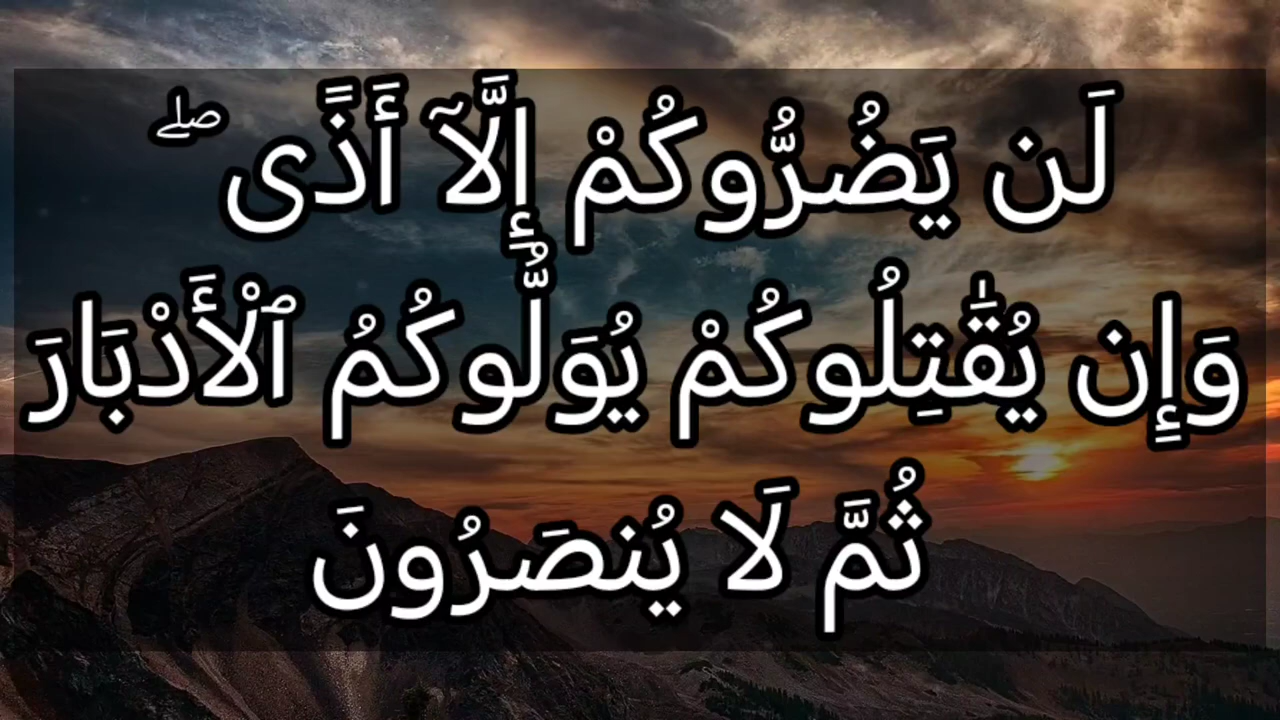 لَن يَضُرُّوكُمْ إِلَّآ أَذًى ۖ
وَإِن يُقَٰتِلُوكُمْ يُوَلُّوكُمُ ٱلْأَدْبَارَ
ثُمَّ لَا يُنصَرُونَ